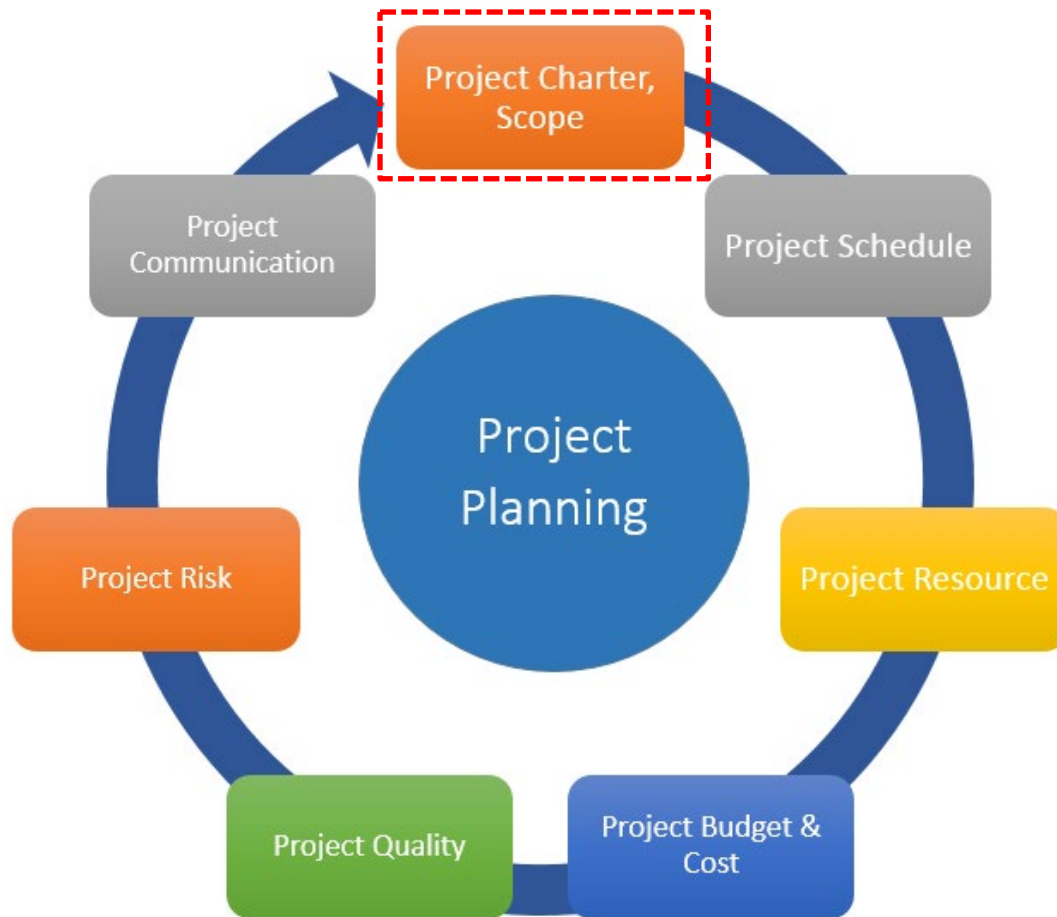 Project Charter,
Scope
Project Schedule
Project Resource
Project Budget &
Cost
Project Quality
Project Risk
Project
Communication
Project
Planning